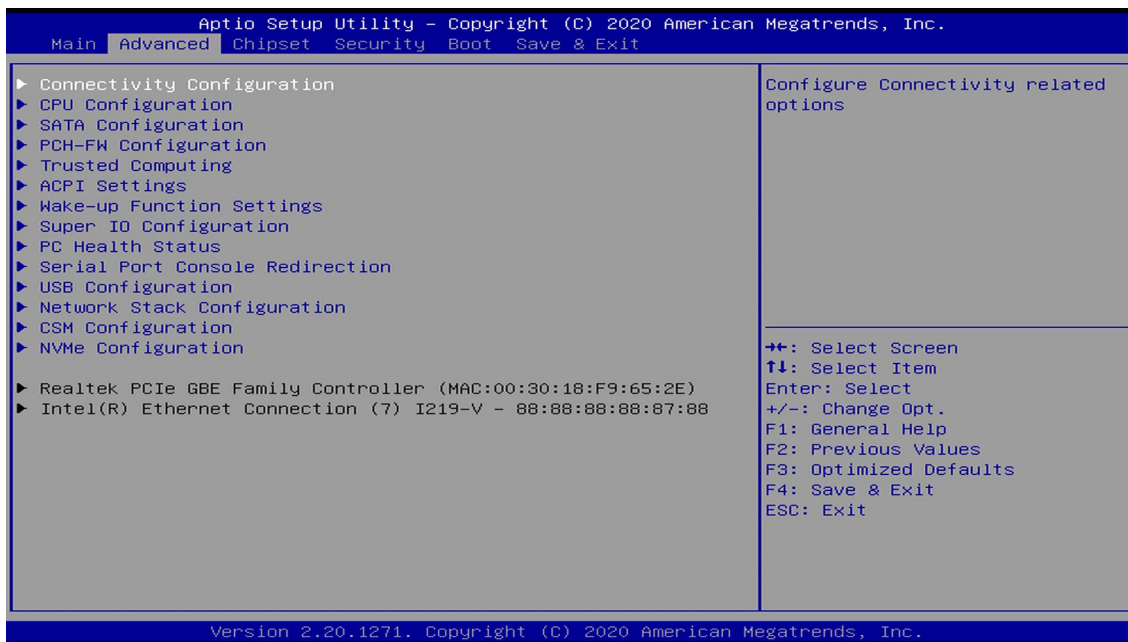 Aptio Setup Utility – Copyright (C) 2020 American Megatrends, Inc.
Main Advanced Chipset Security Boot Save & Exit
▶ Connectivity Configuration
▶ CPU Configuration
▶ SATA Configuration
▶ PCH-FW Configuration
▶ Trusted Computing
▶ ACPI Settings
▶ Wake-up Function Settings
▶ Super IO Configuration
▶ PC Health Status
▶ Serial Port Console Redirection
▶ USB Configuration
▶ Network Stack Configuration
▶ CSM Configuration
▶ NVMe Configuration
▶ Realtek PCIe GBE Family Controller (MAC:00:30:18:F9:65:2E)
▶ Intel(R) Ethernet Connection (7) I219-V – 88:88:88:88:87:88
Configure Connectivity related
options
→←: Select Screen
↑↓: Select Item
Enter: Select
+/-: Change Opt.
F1: General Help
F2: Previous Values
F3: Optimized Defaults
F4: Save & Exit
ESC: Exit
Version 2.20.1271. Copyright (C) 2020 American Megatrends, Inc.